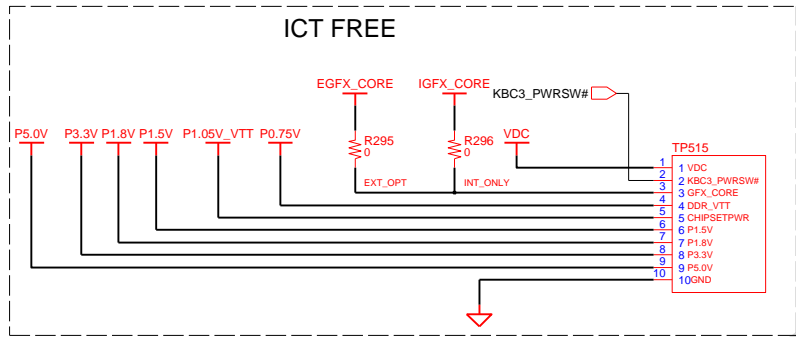 ICT FREE
EGFX_CORE
IGFX_CORE
KBC3_PWRSW#
P5.0V
P3.3V
P1.8V
P1.5V
P1.05V_VTT
P0.75V
R295
0
R296
0
VDC
TP515
EXT_OPT
INT_ONLY
1 1 VDC
2 2 KBC3_PWRSW#
3 3 GFX_CORE
4 4 DDR_VTT
5 5 CHIPSETPWR
6 6 P1.5V
7 7 P1.8V
8 8 P3.3V
9 9 P5.0V
10 10 GND